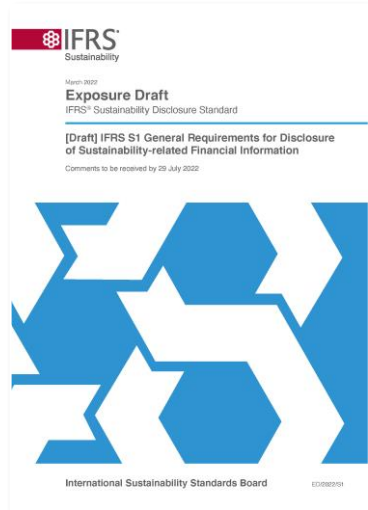 IFRS®
Sustainability
March 2022
Exposure Draft
IFRS® Sustainability Disclosure Standard
[Draft] IFRS S1 General Requirements for Disclosure
of Sustainability-related Financial Information
Comments to be received by 29 July 2022
International Sustainability Standards Board
ED/2022/S1